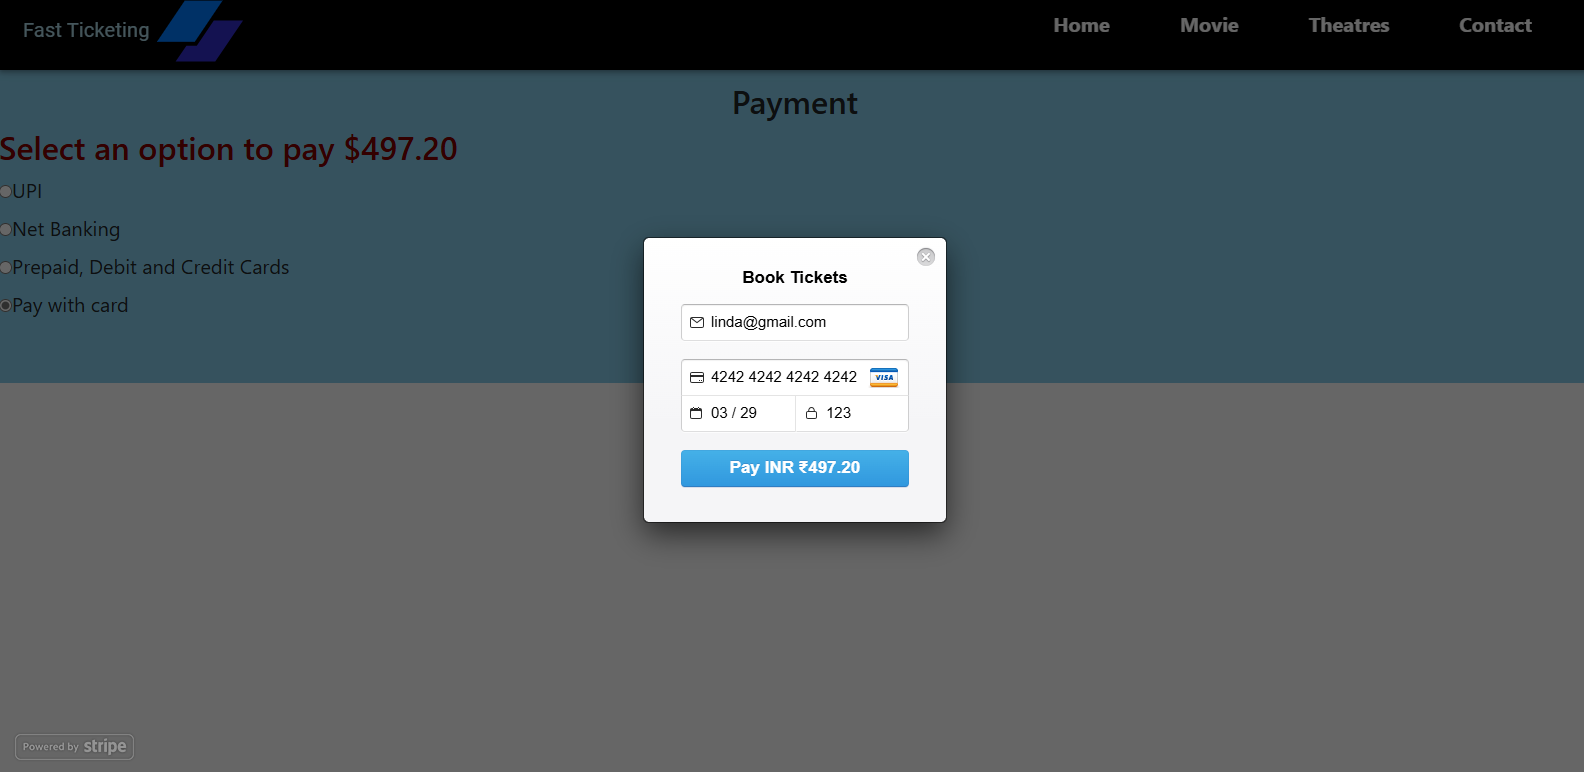 Fast Ticketing
Home Movie Theatres Contact
Payment
Select an option to pay $497.20
UPI
Net Banking
Prepaid, Debit and Credit Cards
Pay with card
Book Tickets
linda@gmail.com
4242 4242 4242 4242 VISA
03 / 29 123
Pay INR ₹497.20
Powered by stripe